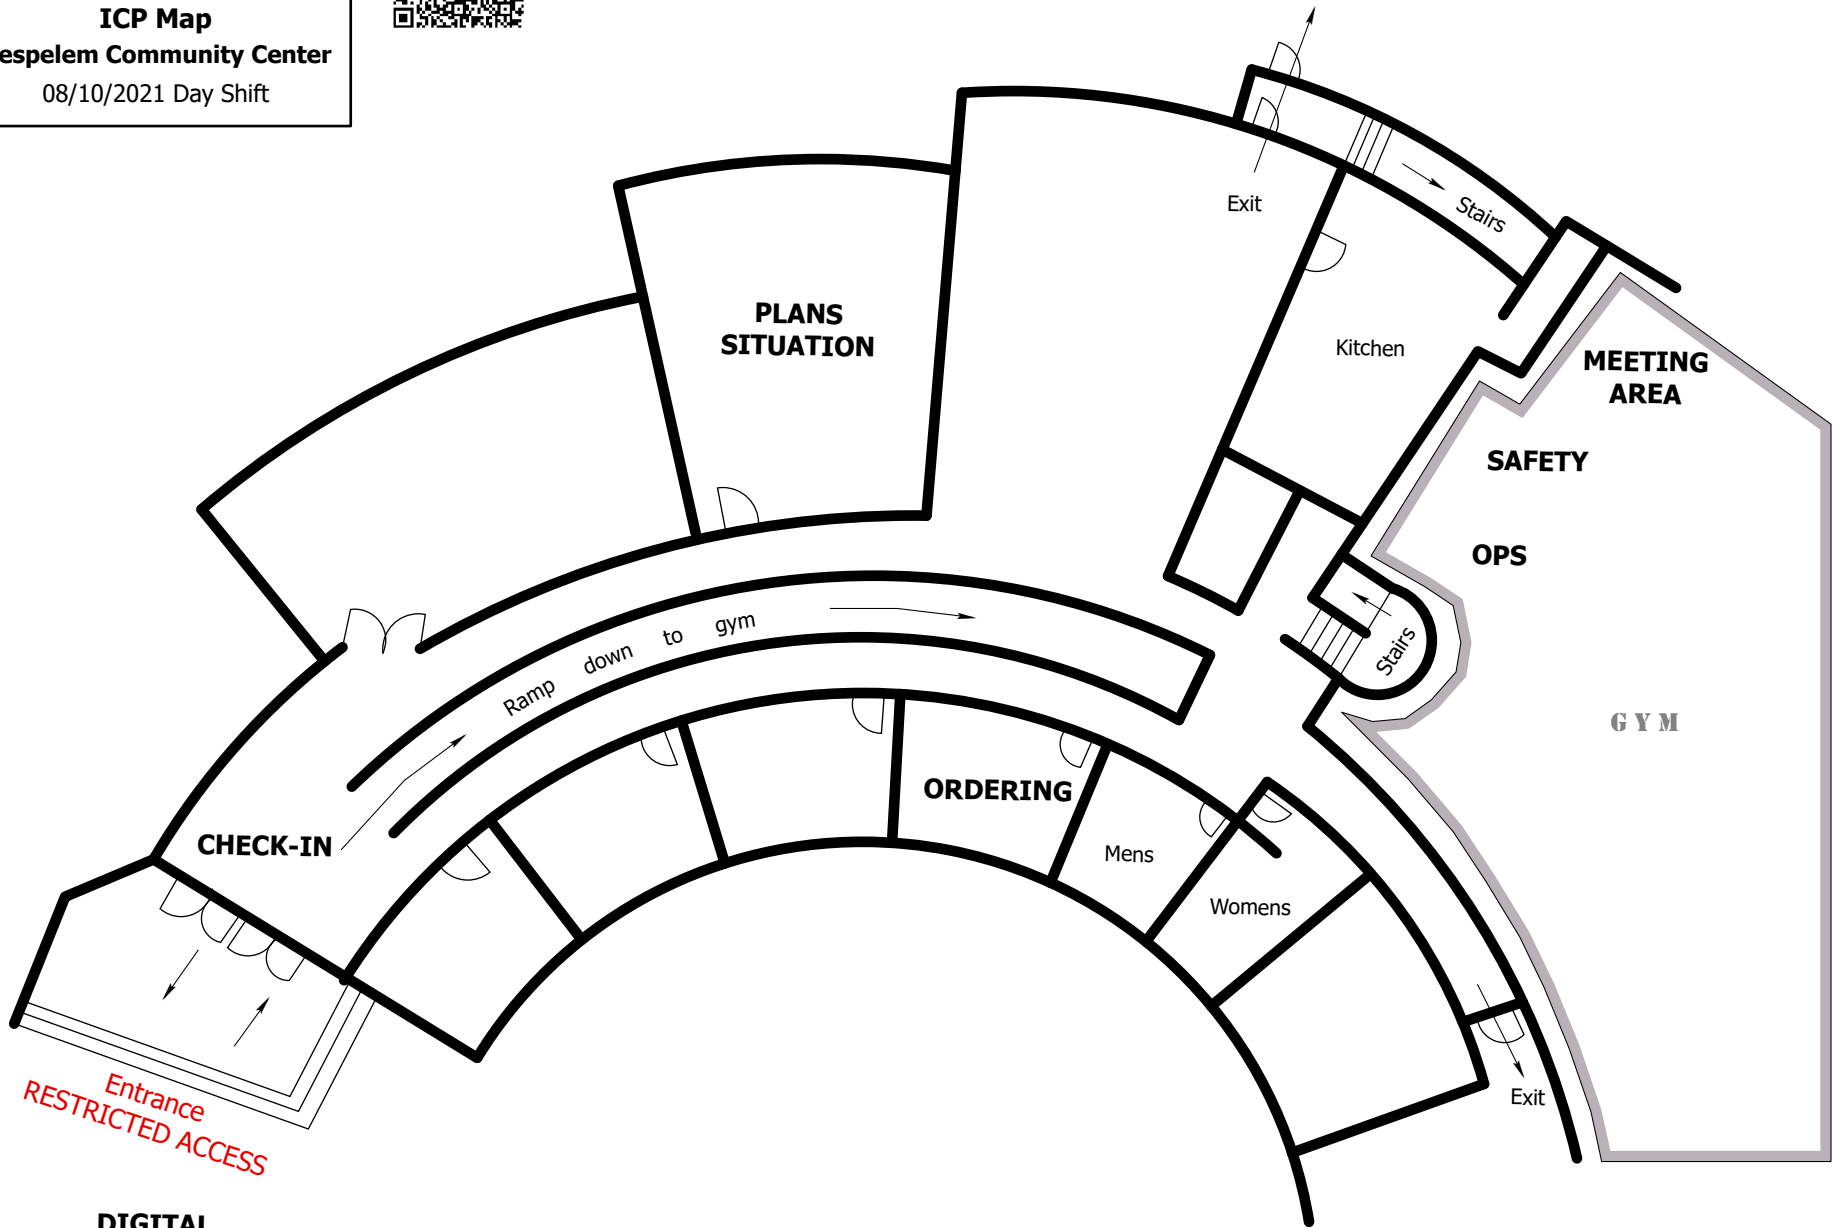 ICP Map
espelem Community Center
08/10/2021 Day Shift
Exit
Stairs
PLANS
SITUATION
Kitchen
MEETING
AREA
SAFETY
OPS
Ramp down to gym
Stairs
GYM
ORDERING
CHECK-IN
Mens
Womens
Exit
Entrance
RESTRICTED ACCESS
DIGITAL